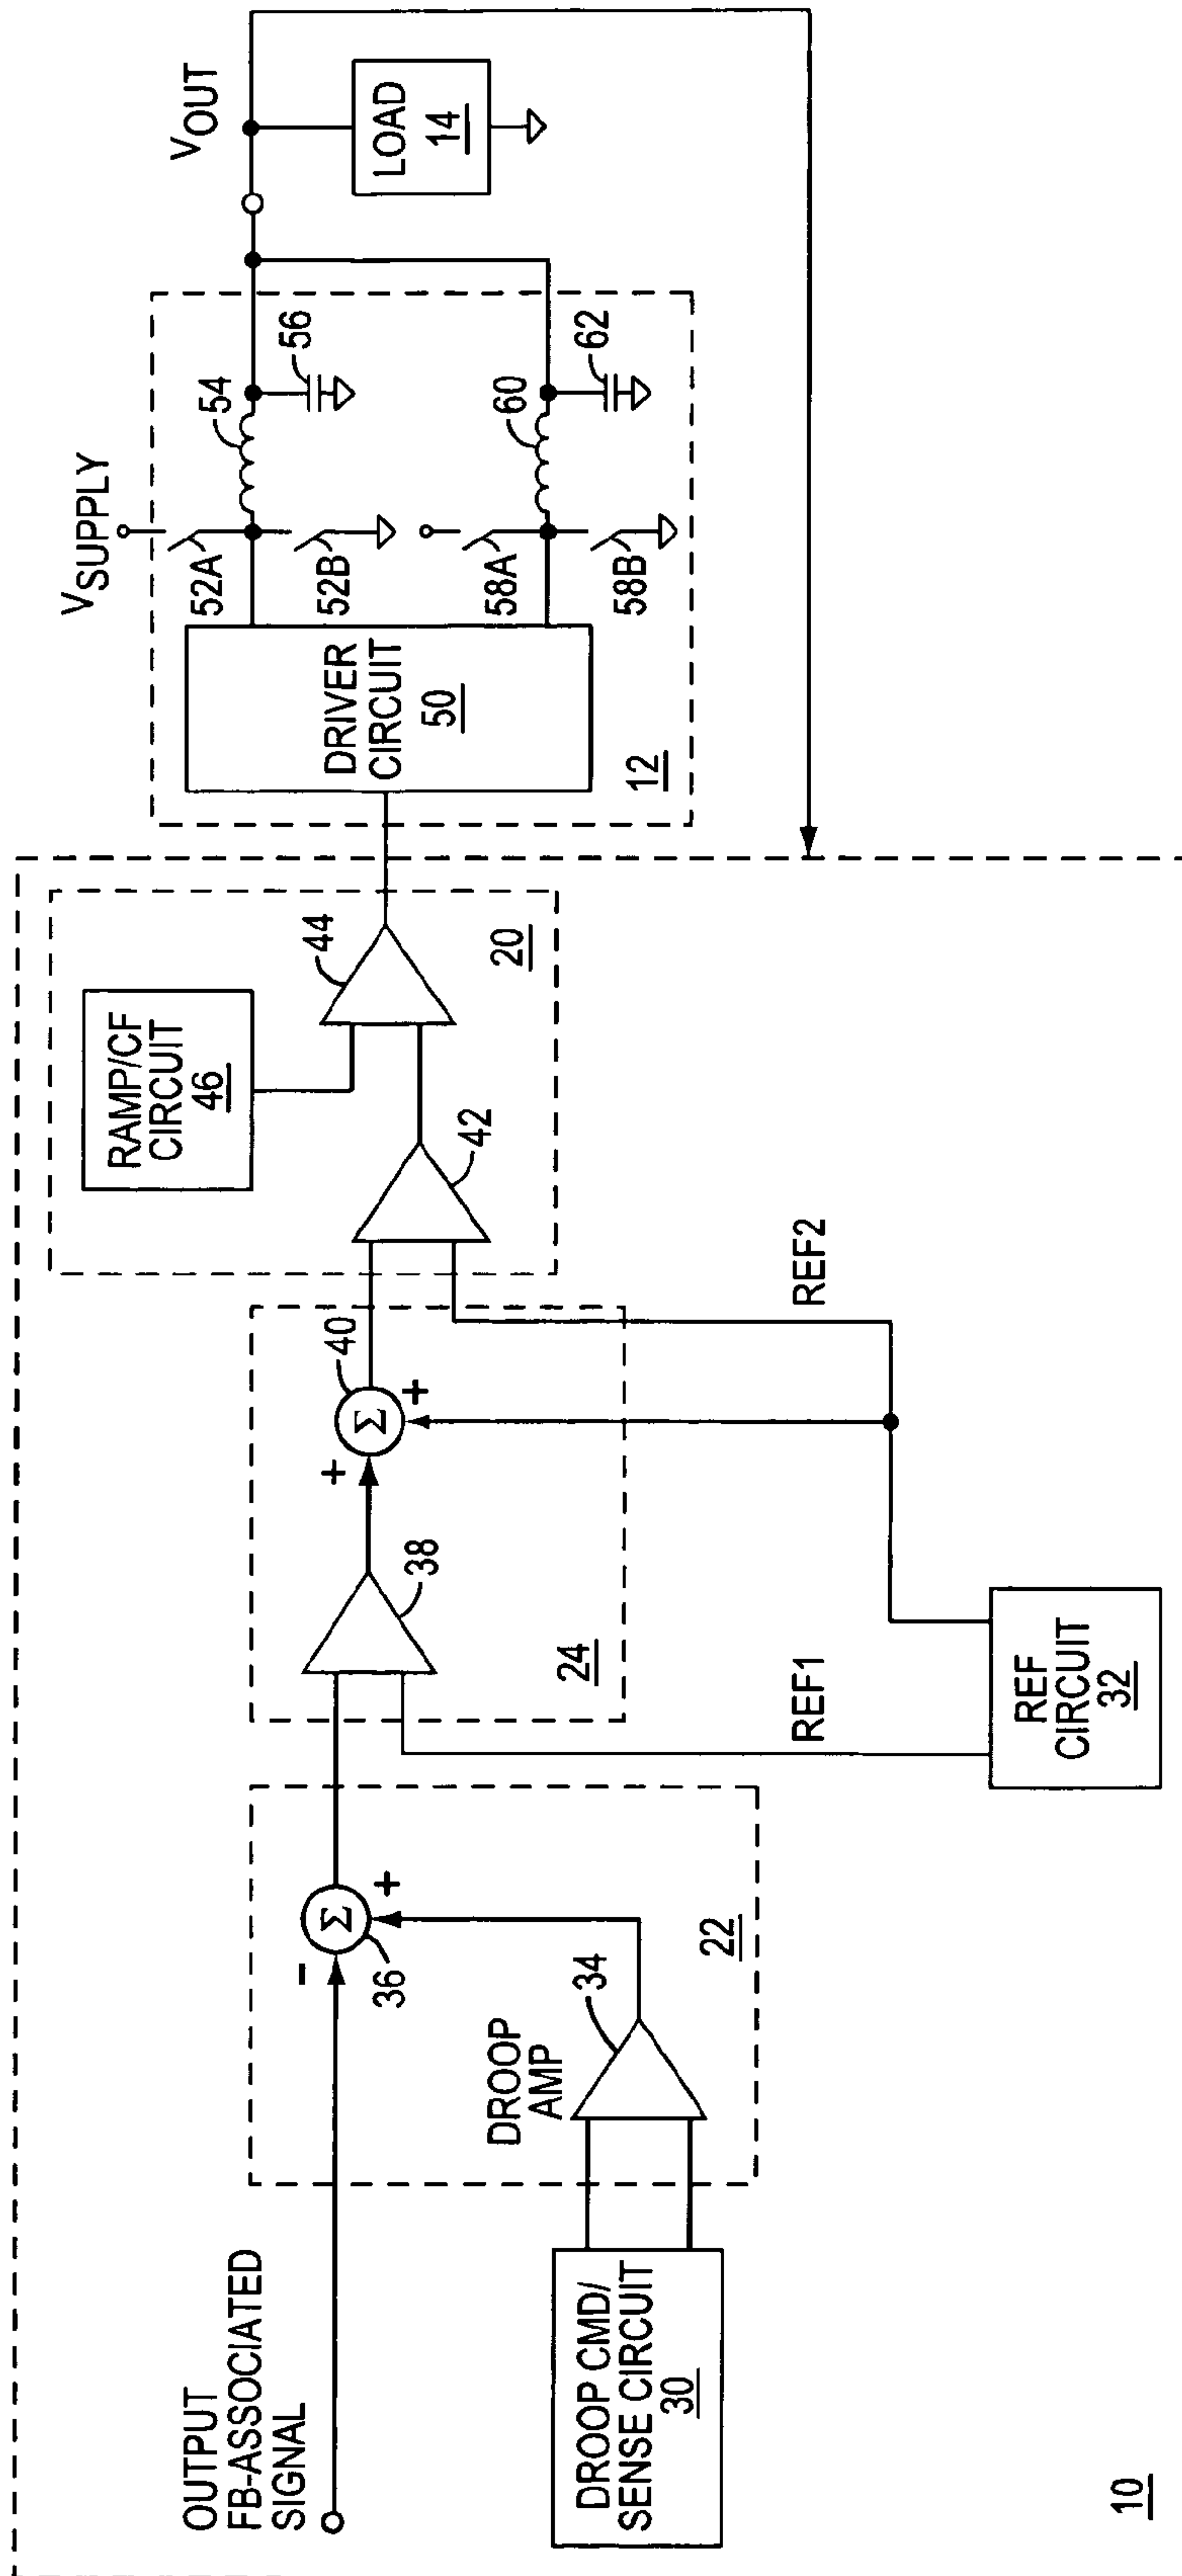 OUTPUT
FB-ASSOCIATED
SIGNAL
DROOP CMD/
SENSE CIRCUIT
30
DROOP
AMP
34
-
+
Σ
36
22
REF1
38
24
+
+
Σ
40
REF CIRCUIT
32
REF2
42
RAMP/CF
CIRCUIT
46
44
20
DRIVER
CIRCUIT
50
12
VSUPPLY
52A
52B
54
56
58A
58B
60
62
VOUT
LOAD
14
10